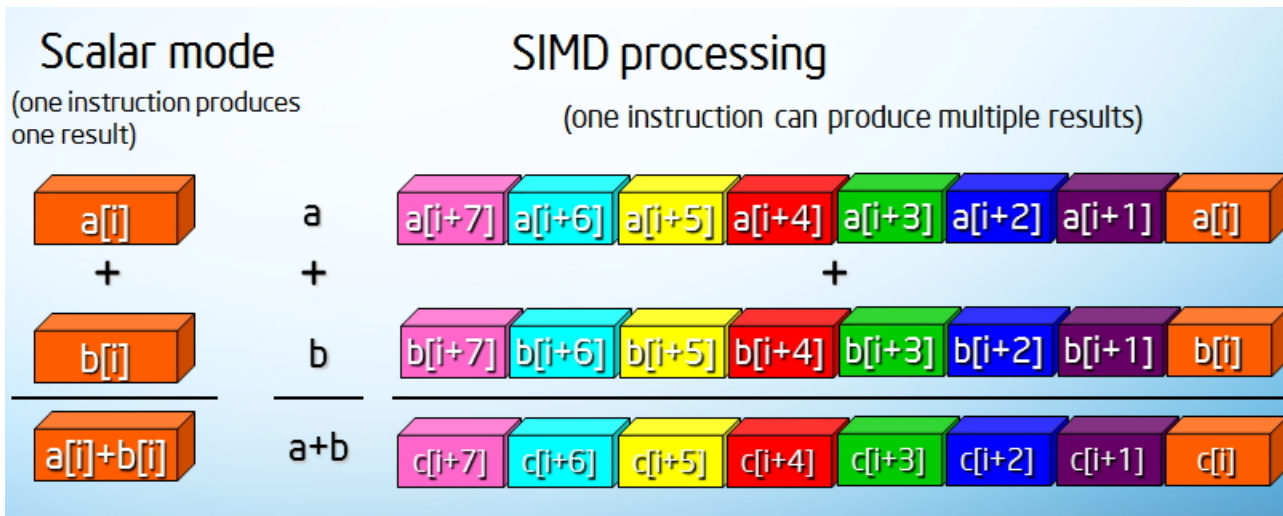 Scalar mode
(one instruction produces
one result)
SIMD processing
(one instruction can produce multiple results)
a[i] a a[i+7] a[i+6] a[i+5] a[i+4] a[i+3] a[i+2] a[i+1] a[i]
+ + +
b[i] b b[i+7] b[i+6] b[i+5] b[i+4] b[i+3] b[i+2] b[i+1] b[i]
a[i]+b[i] a+b c[i+7] c[i+6] c[i+5] c[i+4] c[i+3] c[i+2] c[i+1] c[i]